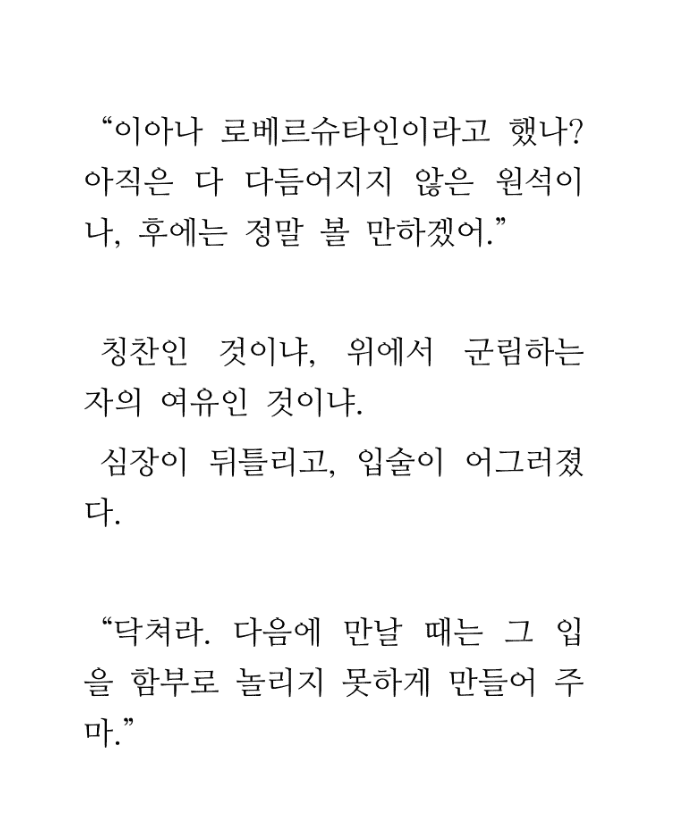 “이아나 로베르슈타인이라고 했나?
아직은 다 다듬어지지 않은 원석이
나, 후에는 정말 볼 만하겠어.”
칭찬인 것이냐, 위에서 군림하는
자의 여유인 것이냐.
심장이 뒤틀리고, 입술이 어그러졌
다.
“닥쳐라. 다음에 만날 때는 그 입
을 함부로 놀리지 못하게 만들어 주
마.”